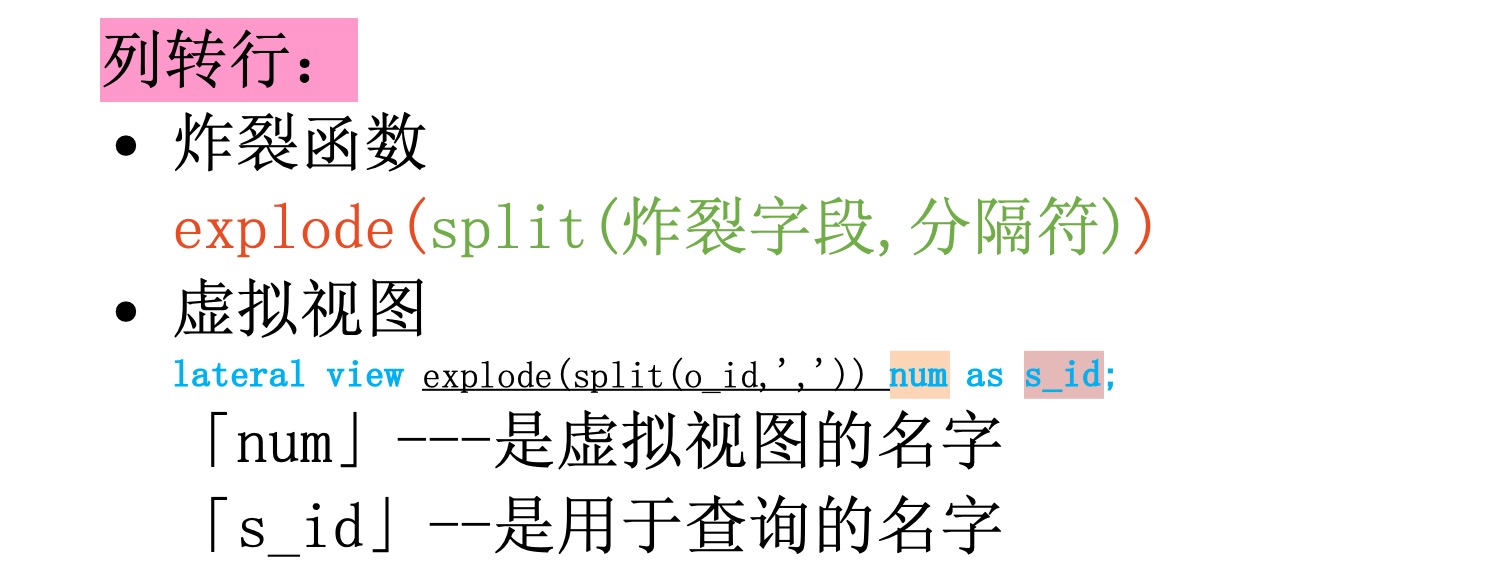 列转行：
• 炸裂函数
explode(split(炸裂字段,分隔符))
• 虚拟视图
lateral view explode(split(o_id,',')) num as s_id;
「num」---是虚拟视图的名字
「s_id」--是用于查询的名字